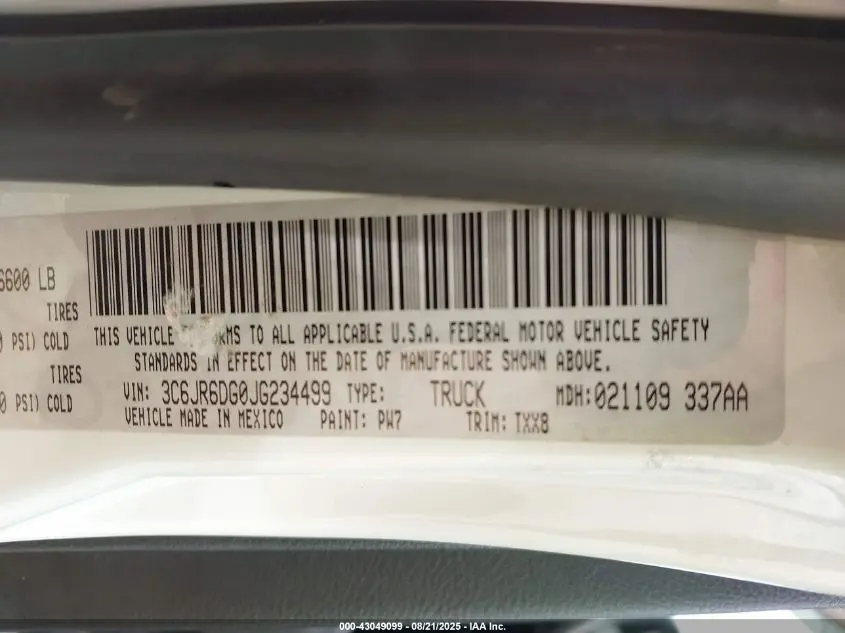 6600 LB
TIRES
PSI) COLD
THIS VEHICLE TO ALL APPLICABLE U.S.A. FEDERAL MOTOR VEHICLE SAFETY
STANDARDS IN EFFECT ON THE DATE OF MANUFACTURE SHOWN ABOVE.
TIRES
0 PSI) COLD
VIN: 3C6JR6DG0JG234499 TYPE: TRUCK MDH:021109 337AA
VEHICLE MADE IN MEXICO PAINT: PW7 TRIM: TXX8
000-43049099 - 08/21/2025 - IAA Inc.